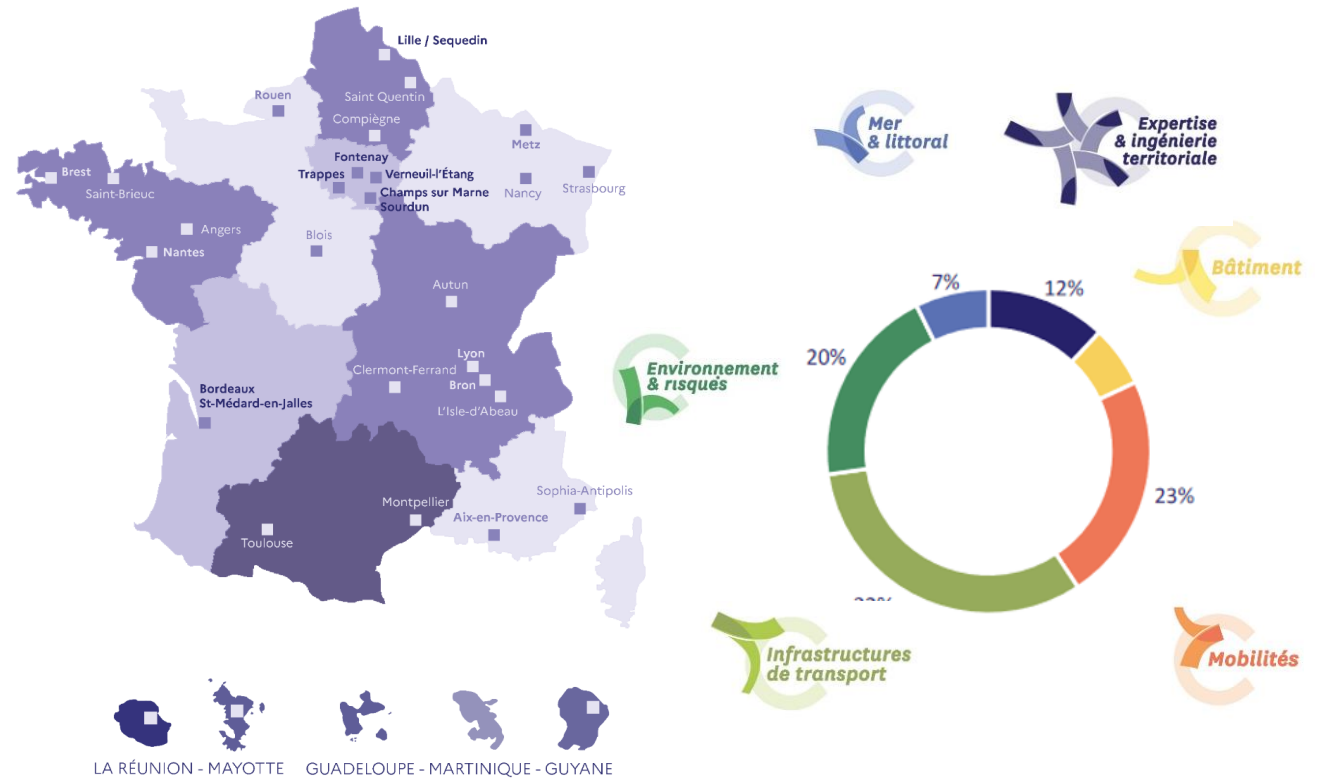 Lille / Sequedin
Rouen
Saint Quentin
Compiègne
Metz
Fontenay
Trappes
Verneuil-l'Étang
Champs sur Marne
Sourdun
Nancy
Strasbourg
Brest
Saint-Brieuc
Angers
Nantes
Blois
Autun
Lyon
Clermont-Ferrand
Bron
L'Isle-d'Abeau
Bordeaux
St-Médard-en-Jalles
Sophia-Antipolis
Montpellier
Aix-en-Provence
Toulouse
LA RÉUNION - MAYOTTE
GUADELOUPE - MARTINIQUE - GUYANE
Mer
& littoral
Expertise
& ingénierie
territoriale
Bâtiment
7%
12%
20%
Environnement
& risques
23%
Infrastructures
de transport
Mobilités